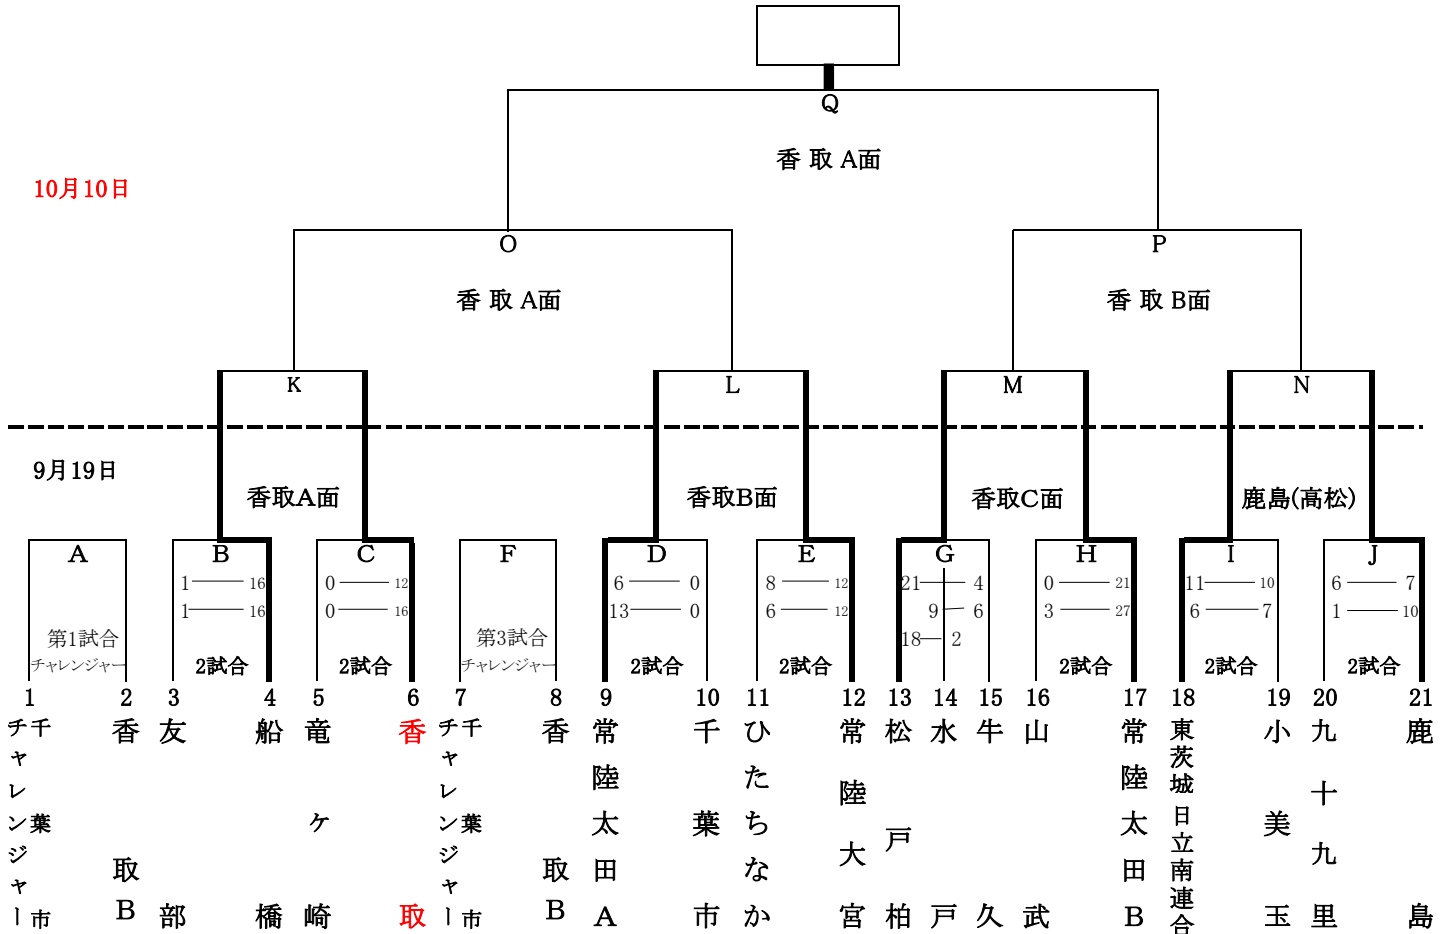 Q
香 取 A面
10月10日
O
P
香 取 A面
香 取 B面
K
L
M
N
9月19日
香取A面
香取B面
香取C面
鹿島(高松)
A
B
C
F
D
E
G
H
I
J
1 16
0 12
6 0
8 12
21 4
0 21
11 10
6 7
1 16
0 16
13 0
6 12
9 6
3 27
6 7
1 10
18 2
第1試合
第3試合
チャレンジャー
2試合
2試合
チャレンジャー
2試合
2試合
2試合
2試合
2試合
1 2 3 4 5 6 7 8 9 10 11 12 13 14 15 16 17 18 19 20 21
千葉市
チャレンジャー
香取B
友部
船橋
竜ケ崎
香取
千葉市
チャレンジャー
香取B
常陸太田A
千葉市
ひたちなか
常陸大宮
松戸柏
水戸
牛久
山武
常陸太田B
東茨城日立南連合
小美玉
九十九里
鹿島